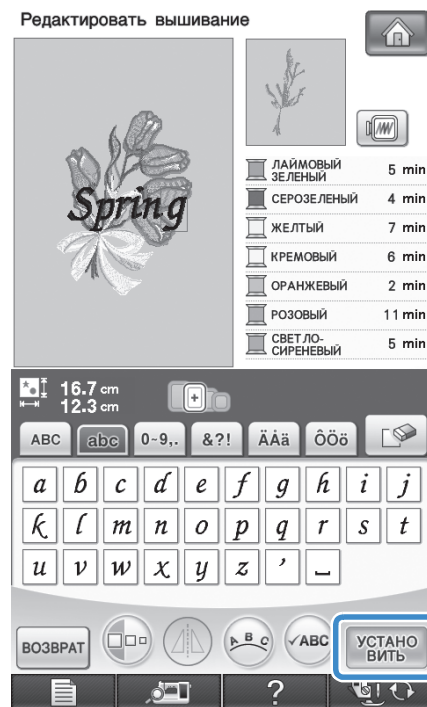 Редактировать вышивание
Spring
ЛАЙМОВЫЙ
ЗЕЛЕНЫЙ 5 min
СЕРОЗЕЛЕНЫЙ 4 min
ЖЕЛТЫЙ 7 min
КРЕМОВЫЙ 6 min
ОРАНЖЕВЫЙ 2 min
РОЗОВЫЙ 11 min
СВЕТЛО-
СИРЕНЕВЫЙ 5 min
16.7 cm
12.3 cm
ABC abc 0~9,. &?! ÄÅä ÔÖö
a b c d e f g h i j
k l m n o p q r s t
u v w x y z ’ _
ВОЗВРАТ A B C ✓ABC УСТАНО
ВИТЬ
? !